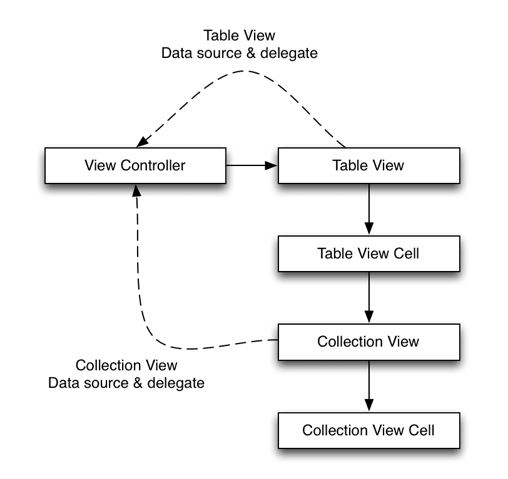 Table View
Data source & delegate
View Controller
Table View
Table View Cell
Collection View
Collection View
Data source & delegate
Collection View Cell